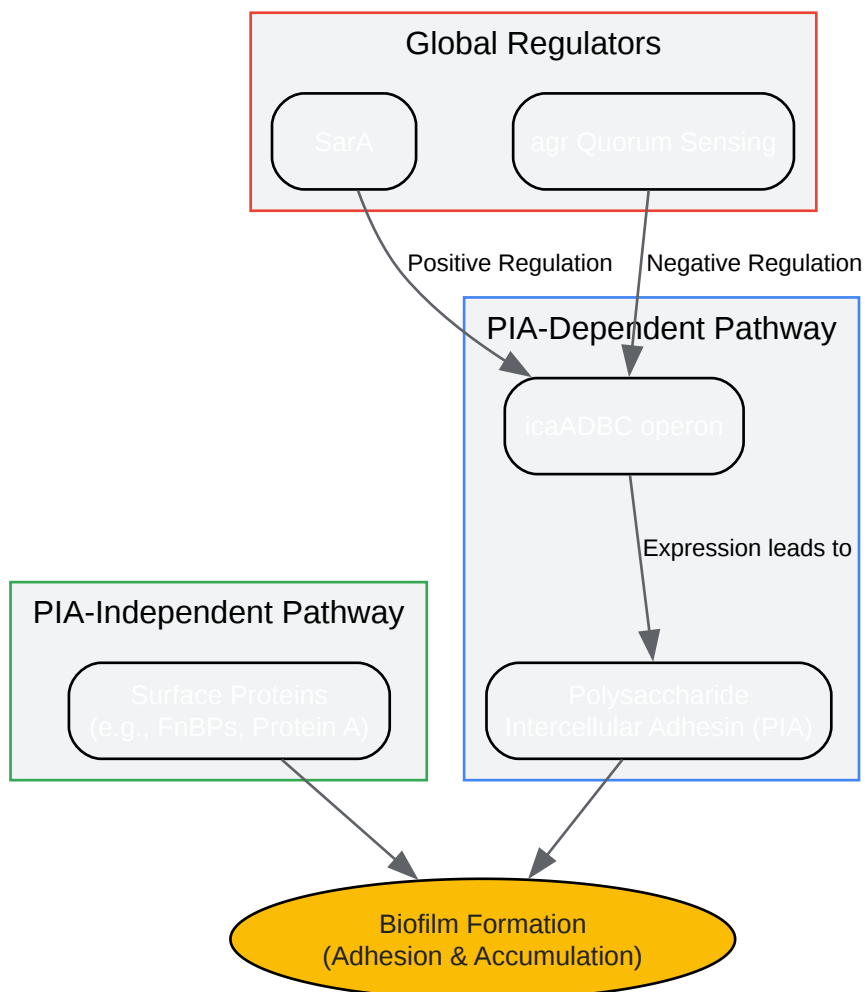 Global Regulators
SarA
agr Quorum Sensing
Positive Regulation
Negative Regulation
PIA-Dependent Pathway
icaADBC operon
Expression leads to
PIA-Independent Pathway
Surface Proteins
(e.g., FnBPs, Protein A)
Polysaccharide
Intercellular Adhesin (PIA)
Biofilm Formation
(Adhesion & Accumulation)